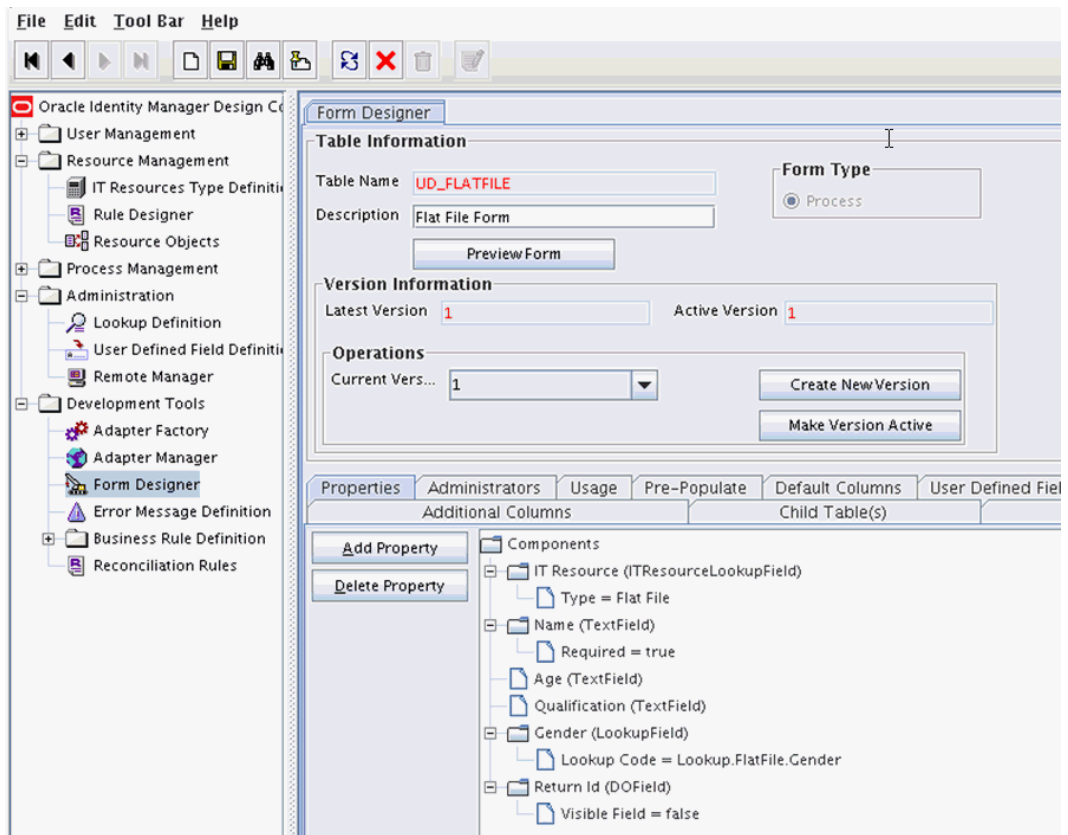 File Edit Tool Bar Help
Oracle Identity Manager Design Co
User Management
Resource Management
IT Resources Type Definiti
Rule Designer
Resource Objects
Process Management
Administration
Lookup Definition
User Defined Field Definiti
Remote Manager
Development Tools
Adapter Factory
Adapter Manager
Form Designer
Error Message Definition
Business Rule Definition
Reconciliation Rules
Form Designer
Table Information
Table Name UD_FLATFILE
Description Flat File Form
Preview Form
Form Type
Process
Version Information
Latest Version 1 Active Version 1
Operations
Current Vers... 1 Create New Version
Make Version Active
Properties Administrators Usage Pre-Populate Default Columns User Defined Fiel
Additional Columns Child Table(s)
Add Property
Delete Property
Components
IT Resource (ITResourceLookupField)
Type = Flat File
Name (TextField)
Required = true
Age (TextField)
Qualification (TextField)
Gender (LookupField)
Lookup Code = Lookup.FlatFile.Gender
Return Id (DOField)
Visible Field = false